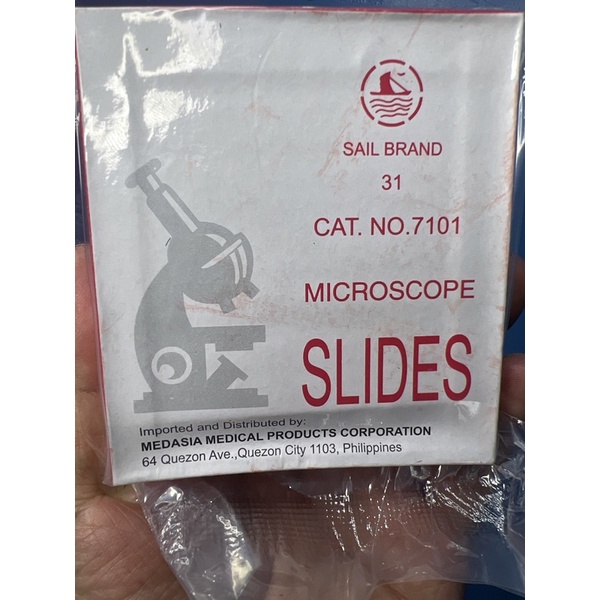 SAIL BRAND
31
CAT. NO.7101
MICROSCOPE
SLIDES
Imported and Distributed by:
MEDASIA MEDICAL PRODUCTS CORPORATION
64 Quezon Ave.,Quezon City 1103, Philippines